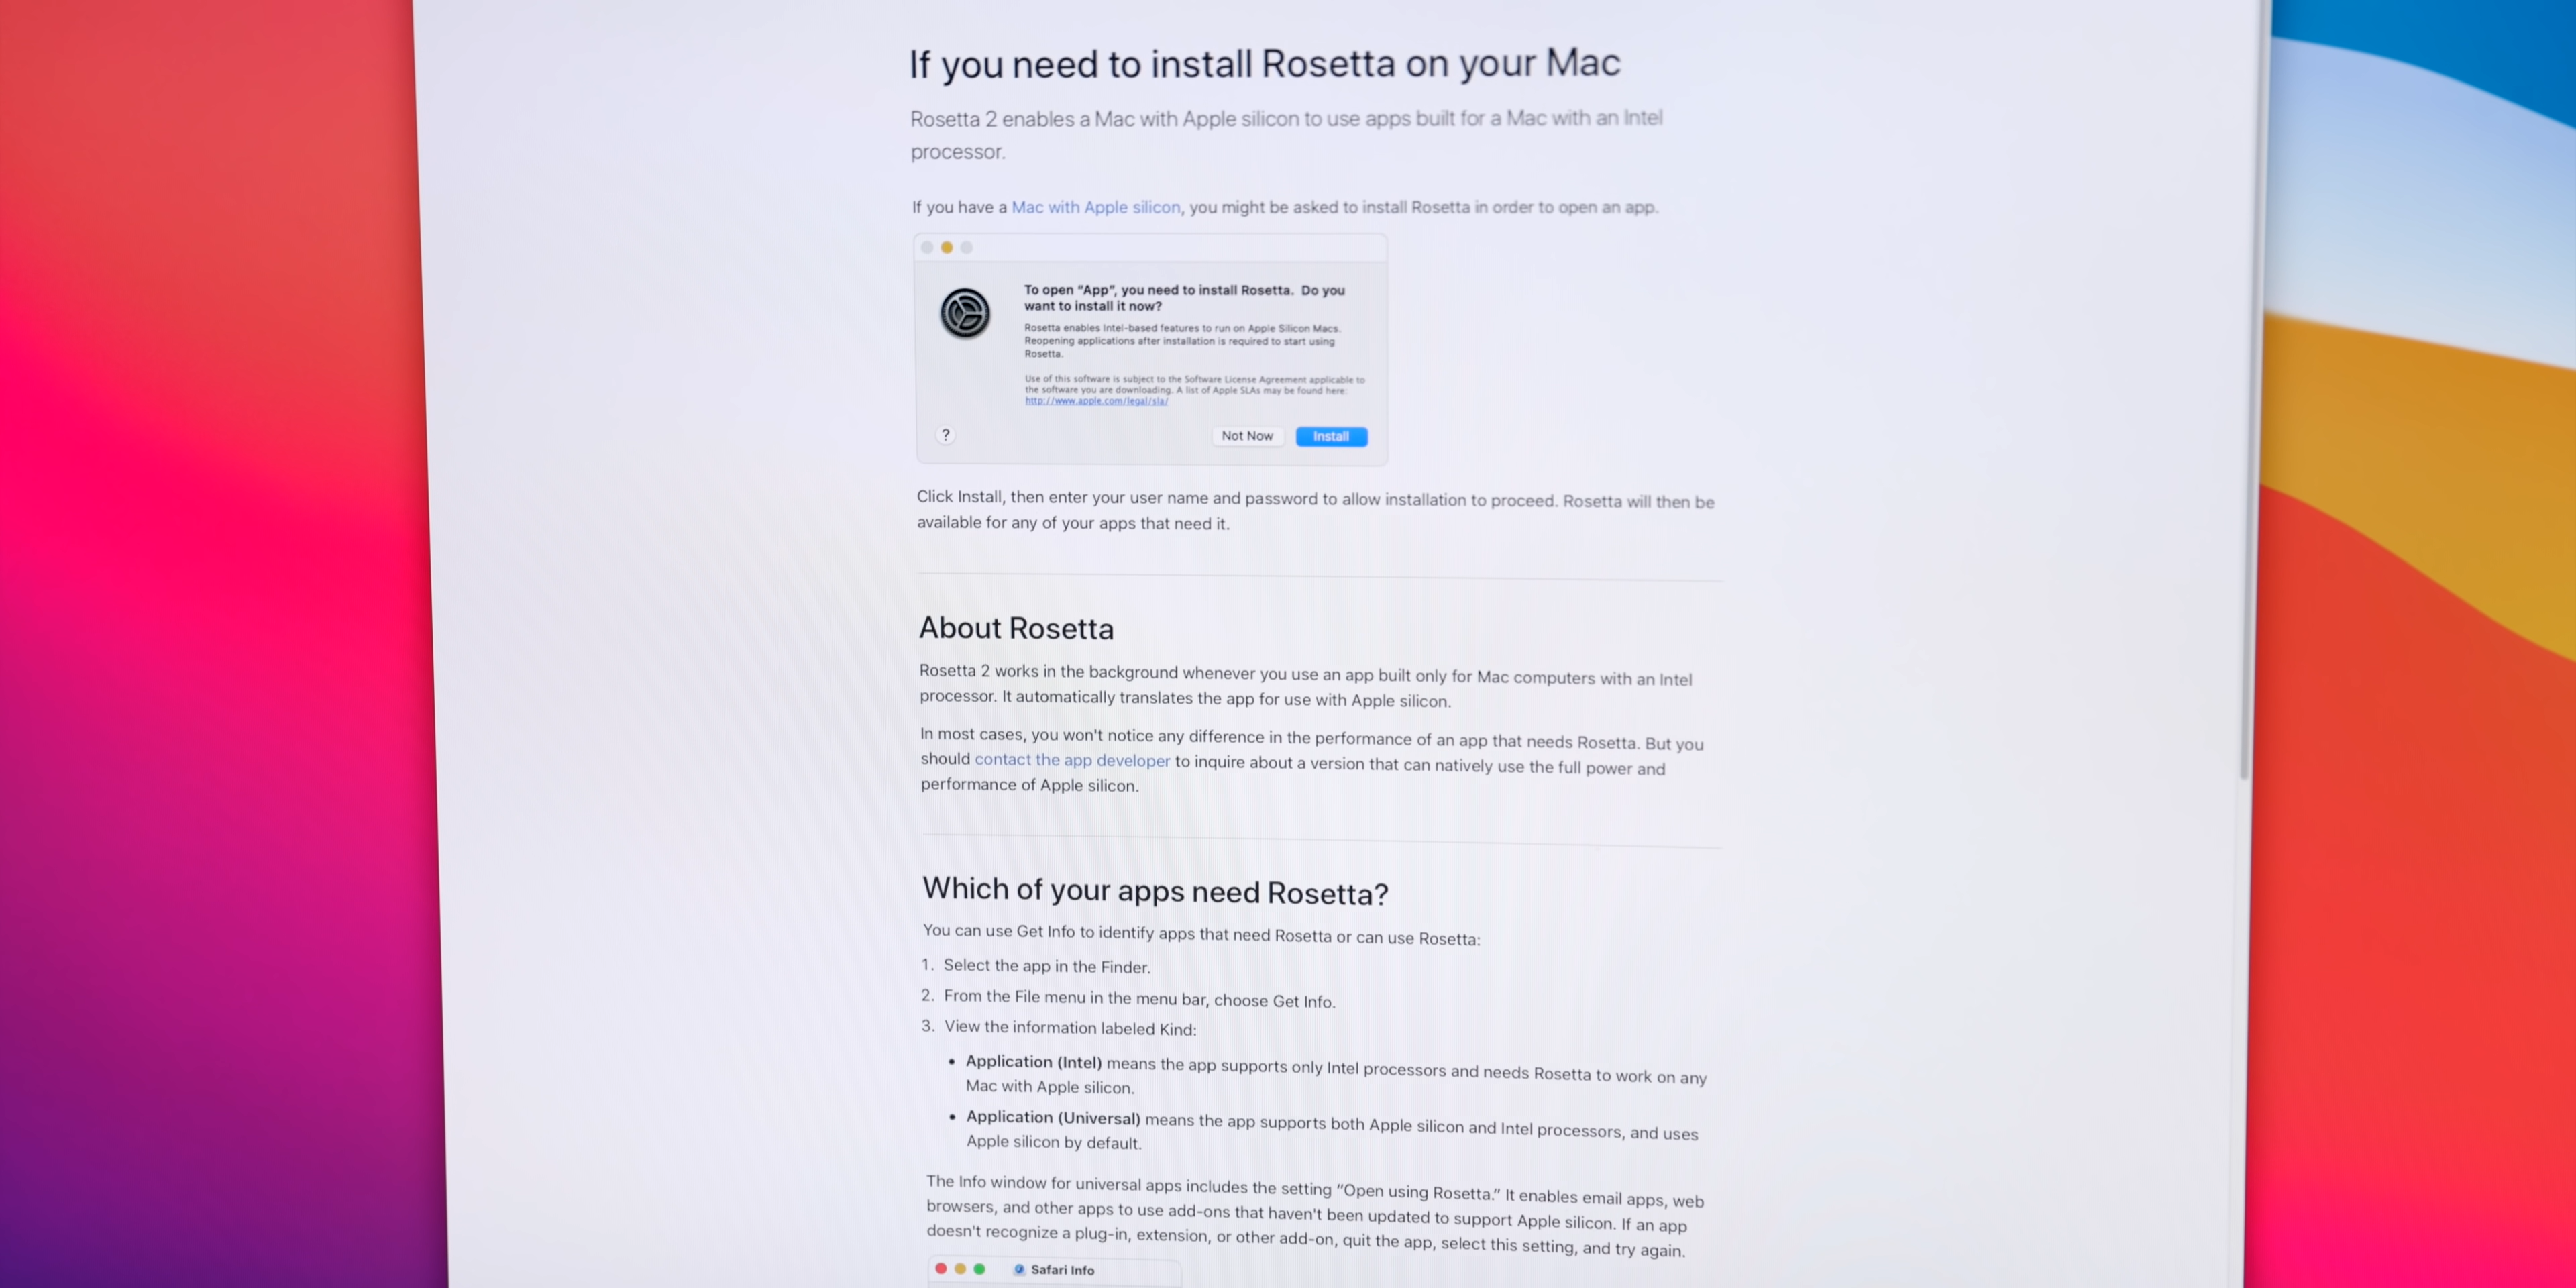 If you need to install Rosetta on your Mac
Rosetta 2 enables a Mac with Apple silicon to use apps built for a Mac with an Intel
processor.
If you have a Mac with Apple silicon, you might be asked to install Rosetta in order to open an app.
To open “App”, you need to install Rosetta. Do you
want to install it now?
Rosetta enables Intel-based features to run on Apple Silicon Macs.
Reopening applications after installation is required to start using
Rosetta.
Use of this software is subject to the Software License Agreement applicable to
the software you are downloading. A list of Apple SLAs may be found here:
http://www.apple.com/legal/sla/
? Not Now Install
Click Install, then enter your user name and password to allow installation to proceed. Rosetta will then be
available for any of your apps that need it.
About Rosetta
Rosetta 2 works in the background whenever you use an app built only for Mac computers with an Intel
processor. It automatically translates the app for use with Apple silicon.
In most cases, you won't notice any difference in the performance of an app that needs Rosetta. But you
should contact the app developer to inquire about a version that can natively use the full power and
performance of Apple silicon.
Which of your apps need Rosetta?
You can use Get Info to identify apps that need Rosetta or can use Rosetta:
1. Select the app in the Finder.
2. From the File menu in the menu bar, choose Get Info.
3. View the information labeled Kind:
• Application (Intel) means the app supports only Intel processors and needs Rosetta to work on any
Mac with Apple silicon.
• Application (Universal) means the app supports both Apple silicon and Intel processors, and uses
Apple silicon by default.
The Info window for universal apps includes the setting “Open using Rosetta.” It enables email apps, web
browsers, and other apps to use add-ons that haven't been updated to support Apple silicon. If an app
doesn't recognize a plug-in, extension, or other add-on, quit the app, select this setting, and try again.
Safari Info